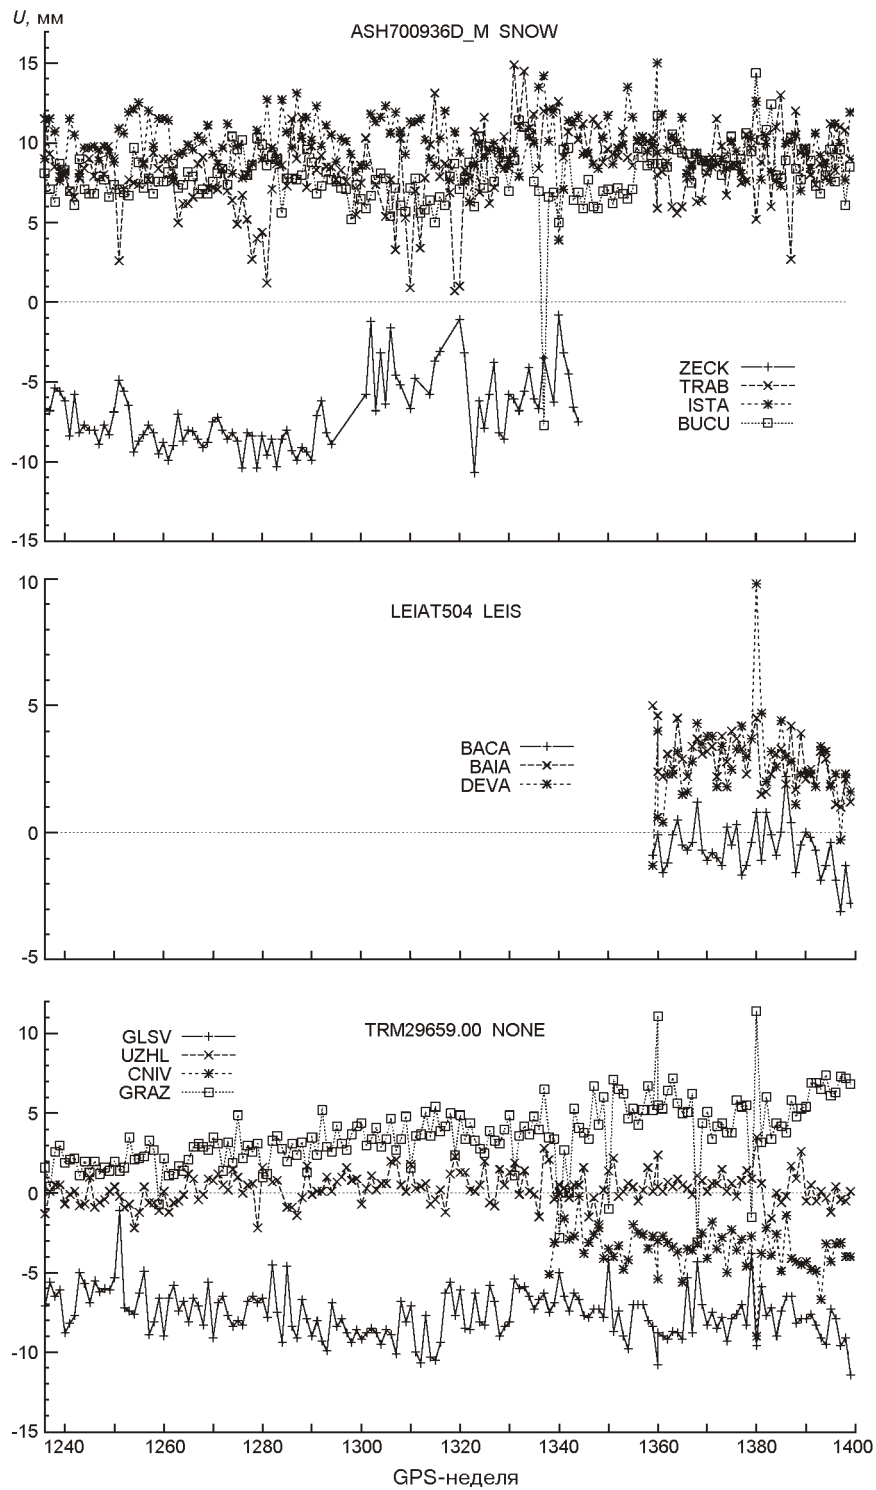 U, мм
ASH700936D_M SNOW
15
10
5
0
-5
-10
-15
ZECK
TRAB
ISTA
BUCU
10
5
0
-5
LEIAT504 LEIS
BACA
BAIA
DEVA
10
5
0
-5
-10
-15
GLSV
UZHL
CNIV
GRAZ
TRM29659.00 NONE
1240 1260 1280 1300 1320 1340 1360 1380 1400
GPS-неделя